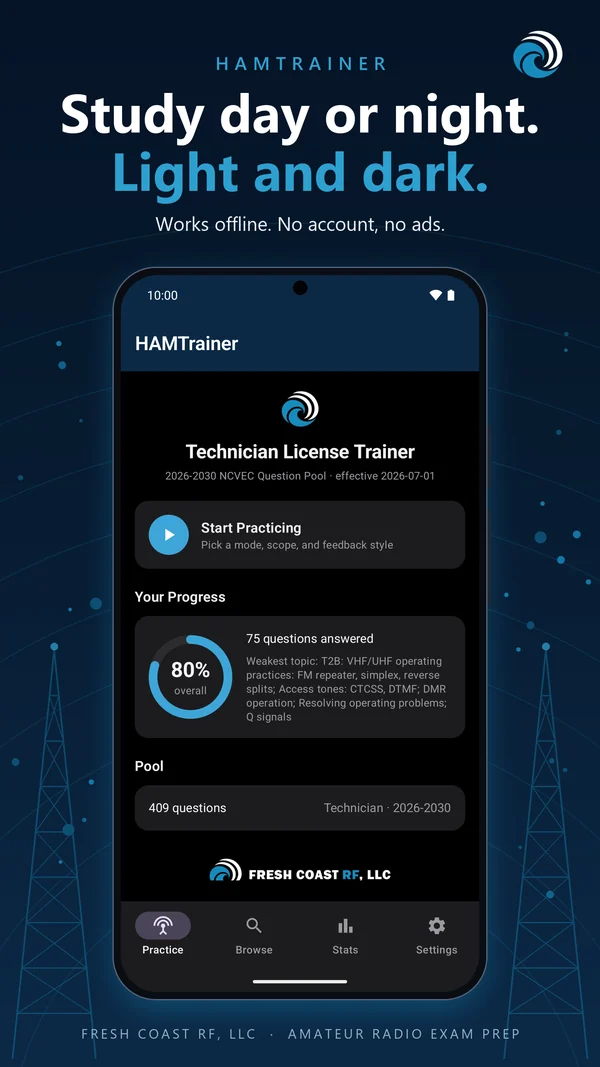 HAMTRAINER
Study day or night.
Light and dark.
Works offline. No account, no ads.
10:00
HAMTrainer
Technician License Trainer
2026-2030 NCVEC Question Pool · effective 2026-07-01
Start Practicing
Pick a mode, scope, and feedback style
Your Progress
80%
overall
75 questions answered
Weakest topic: T2B: VHF/UHF operating
practices: FM repeater, simplex, reverse
splits; Access tones: CTCSS, DTMF; DMR
operation; Resolving operating problems;
Q signals
Pool
409 questions
Technician · 2026-2030
FRESH COAST RF, LLC
Practice
Browse
Stats
Settings
FRESH COAST RF, LLC · AMATEUR RADIO EXAM PREP